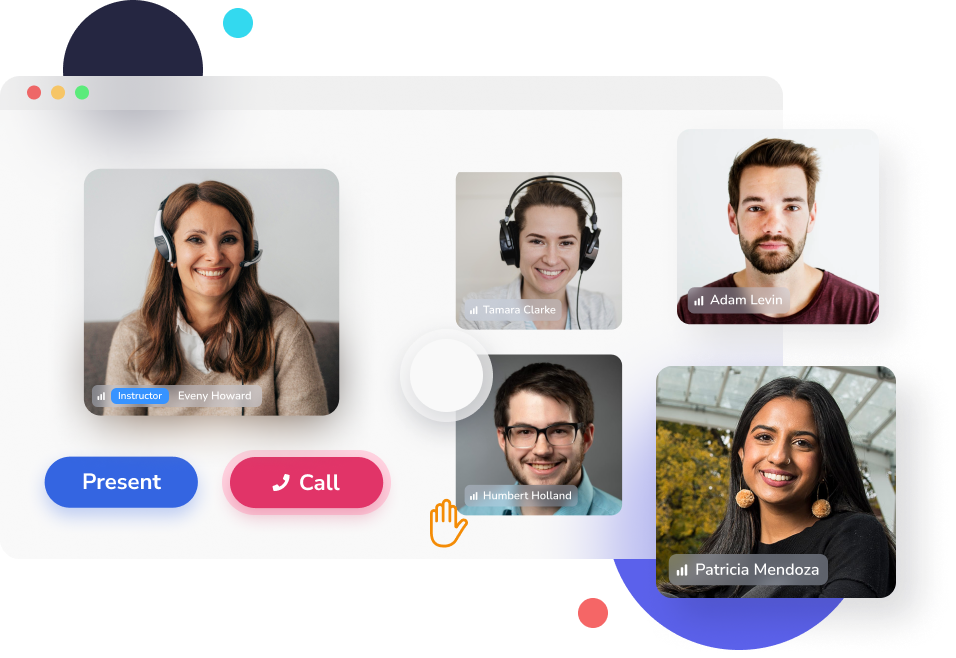 Tamara Clarke
Adam Levin
Instructor Eveny Howard
Present
Call
Humbert Holland
Patricia Mendoza